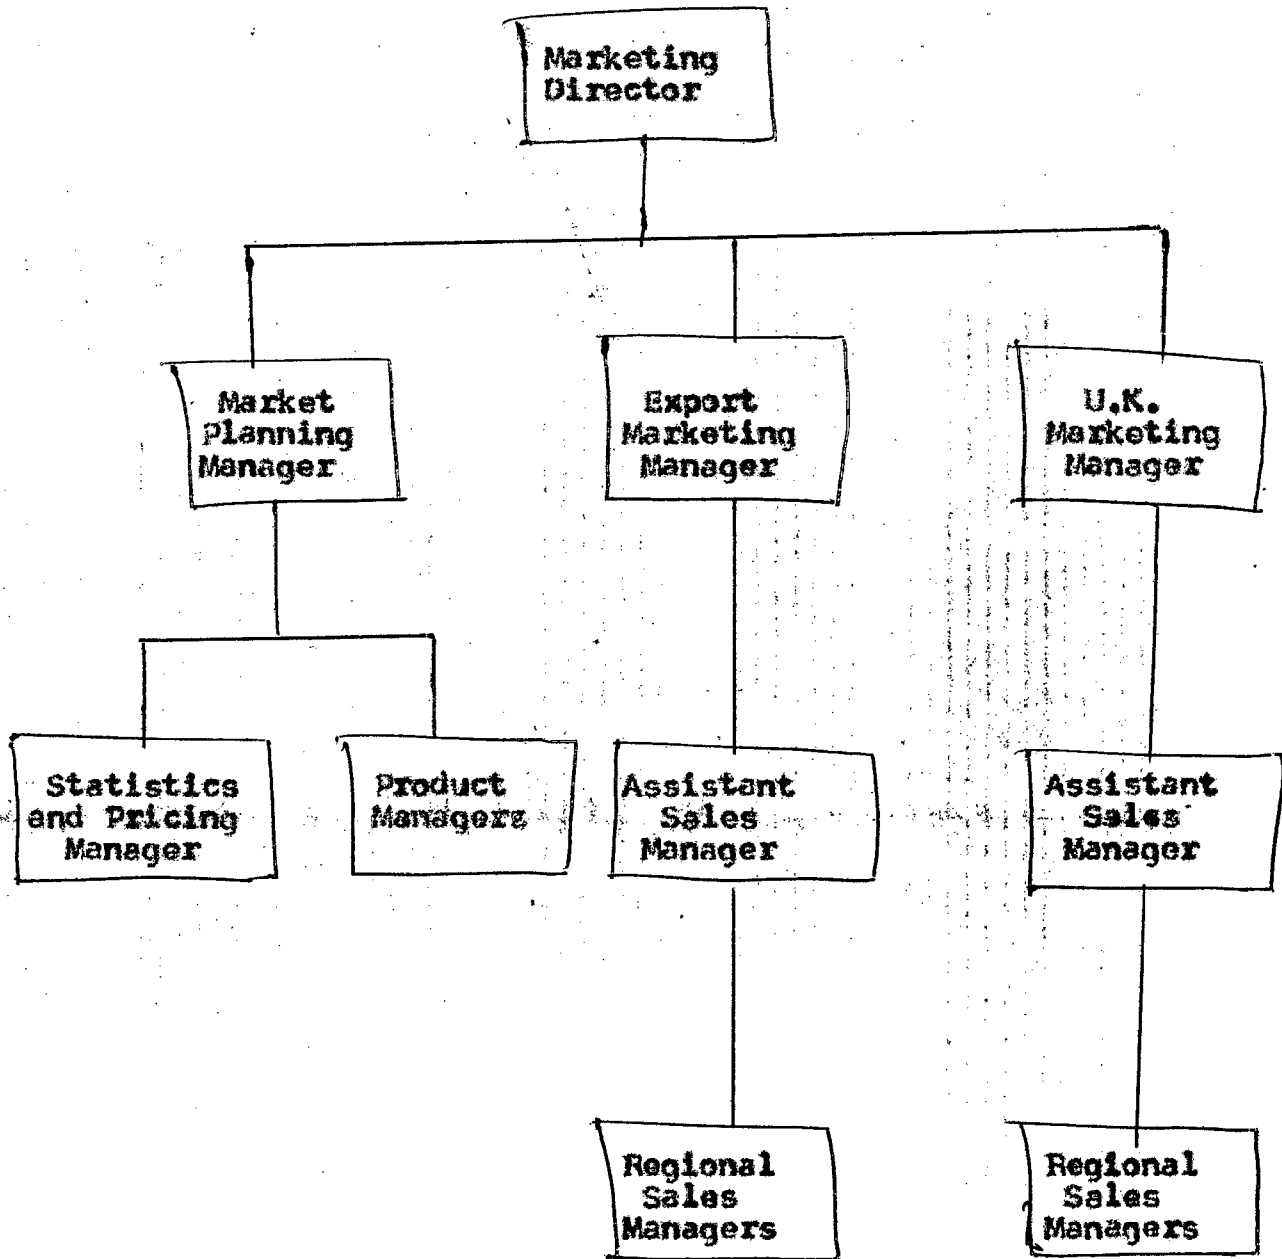 Marketing
Director
Market
Planning
Manager
Export
Marketing
Manager
U.K.
Marketing
Manager
Statistics
and Pricing
Manager
Product
Managers
Assistant
Sales
Manager
Assistant
Sales
Manager
Regional
Sales
Managers
Regional
Sales
Managers